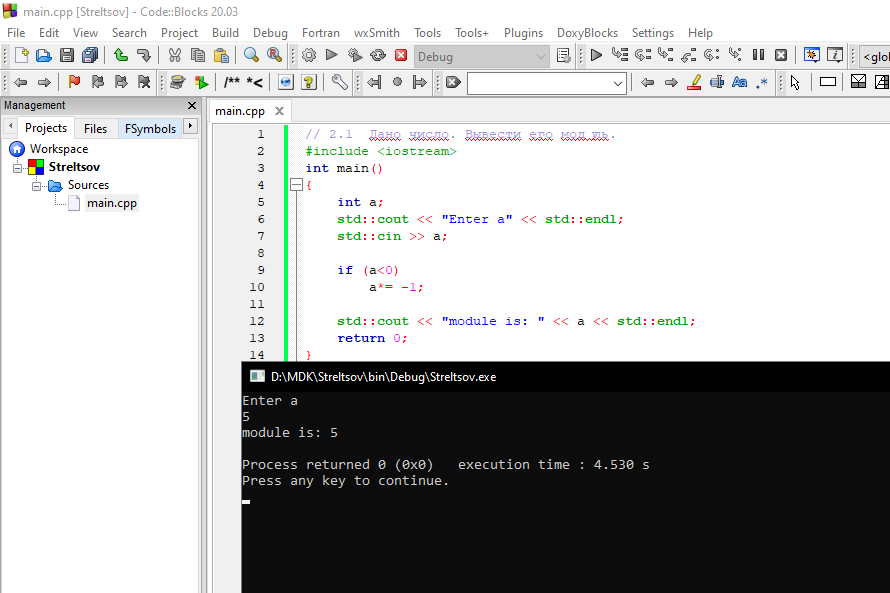 main.cpp [Streltsov] - Code::Blocks 20.03
File Edit View Search Project Build Debug Fortran wxSmith Tools Tools+ Plugins DoxyBlocks Settings Help
Debug
/** *<
Aa .*
Management
Projects Files FSymbols
Workspace
Streltsov
Sources
main.cpp
main.cpp
1 // 2.1 Дано число. Вывести его модуль.
2 #include <iostream>
3 int main()
4 {
5 int a;
6 std::cout << "Enter a" << std::endl;
7 std::cin >> a;
8
9 if (a<0)
10 a*= -1;
11
12 std::cout << "module is: " << a << std::endl;
13 return 0;
14 }
D:\MDK\Streltsov\bin\Debug\Streltsov.exe
Enter a
5
module is: 5
Process returned 0 (0x0) execution time : 4.530 s
Press any key to continue.